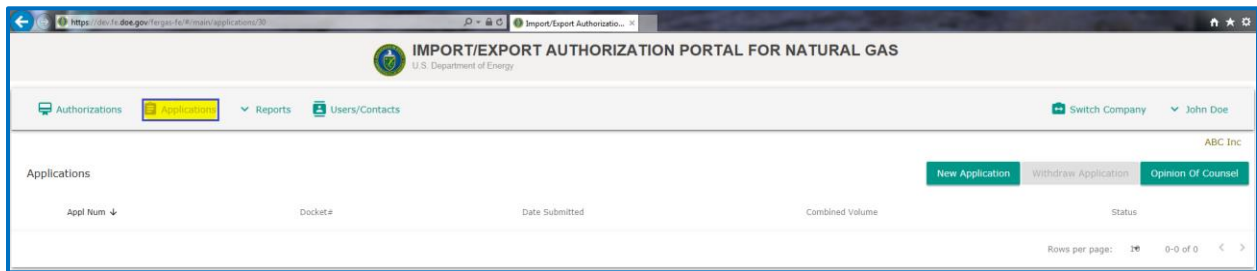 https://dev.fe.doe.gov/fergas-fe/#/main/applications/30 Import/Export Authorizatio...
IMPORT/EXPORT AUTHORIZATION PORTAL FOR NATURAL GAS
U.S. Department of Energy
Authorizations Applications Reports Users/Contacts Switch Company John Doe
ABC Inc
Applications New Application Withdraw Application Opinion Of Counsel
Appl Num Docket# Date Submitted Combined Volume Status
Rows per page: 0-0 of 0